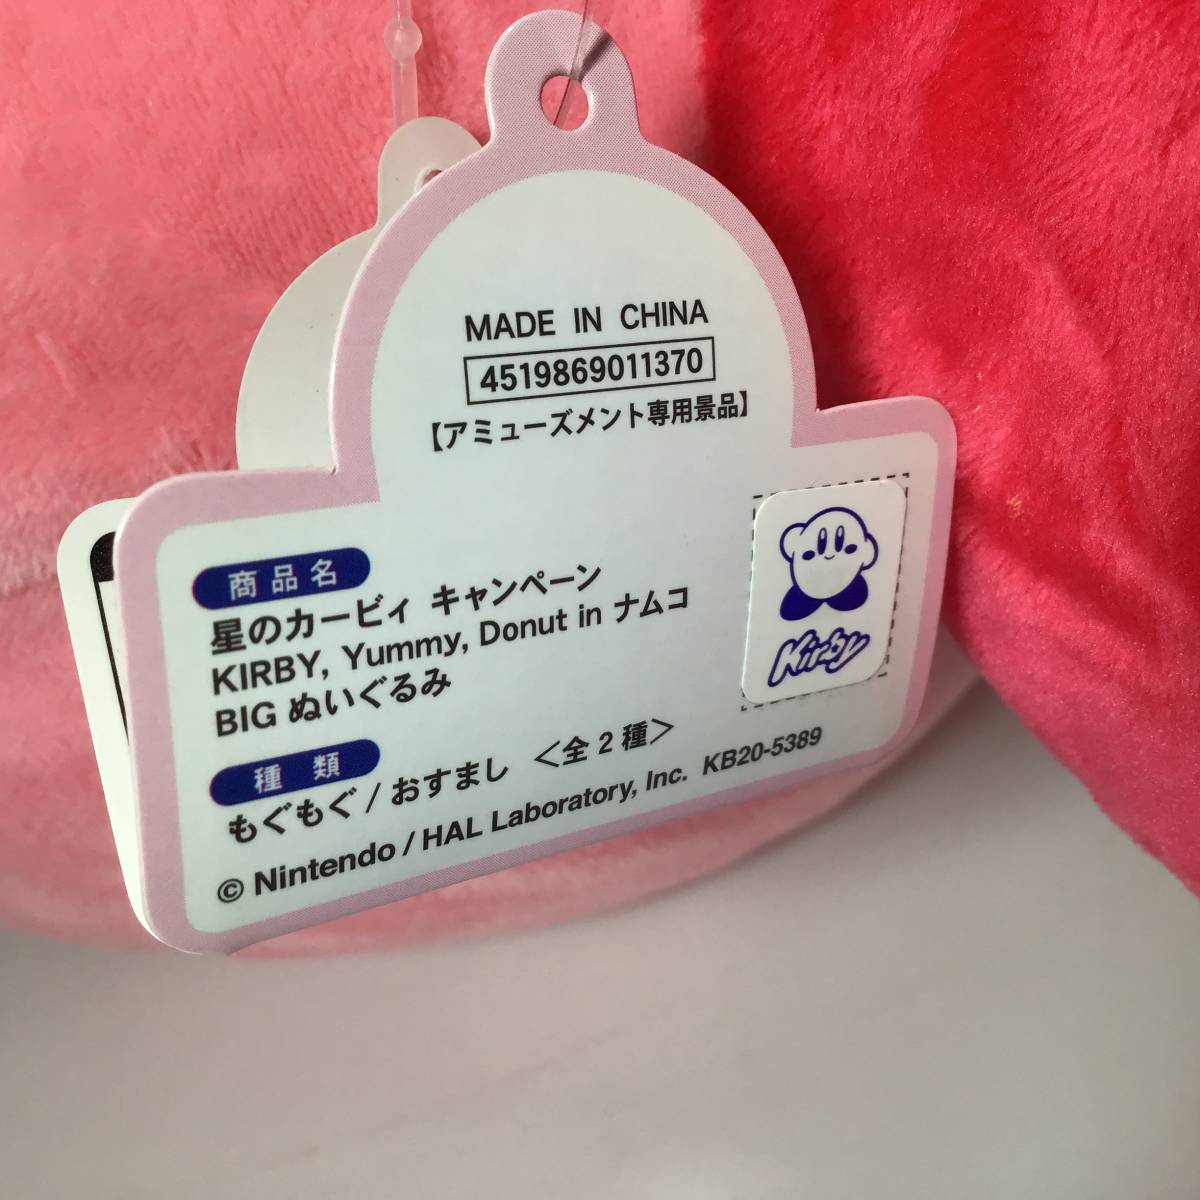 MADE IN CHINA
4519869011370
【アミューズメント専用景品】
商品名
星のカービィ キャンペーン
KIRBY, Yummy, Donut in ナムコ
BIG ぬいぐるみ
種類
もぐもぐ / おすまし <全2種>
© Nintendo / HAL Laboratory, Inc. KB20-5389
Kirby